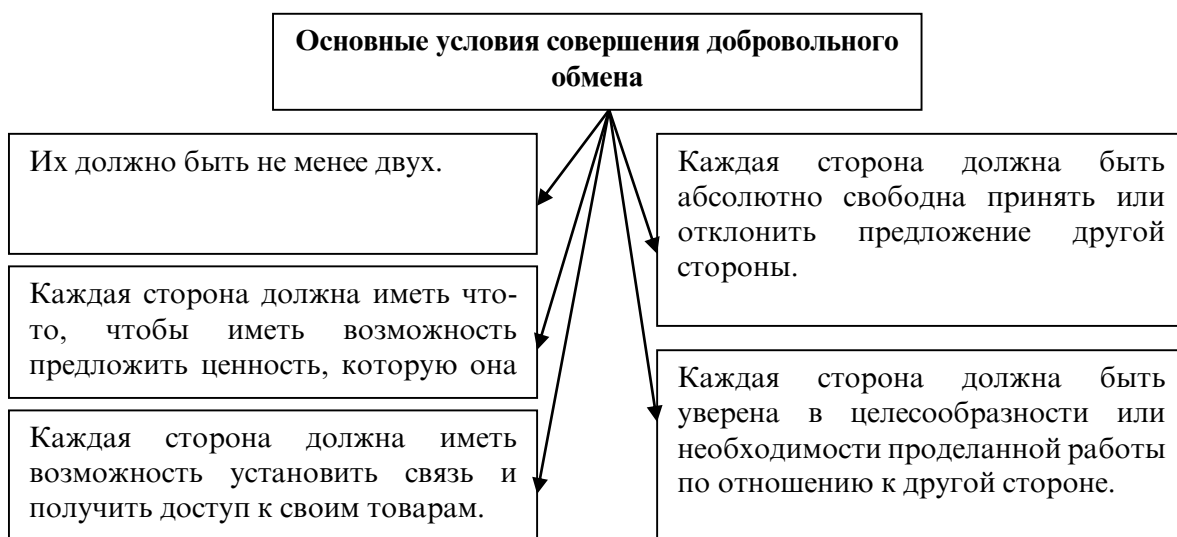 Основные условия совершения добровольного
обмена
Их должно быть не менее двух.
Каждая сторона должна иметь что-
то, чтобы иметь возможность
предложить ценность, которую она
Каждая сторона должна иметь
возможность установить связь и
получить доступ к своим товарам.
Каждая сторона должна быть
абсолютно свободна принять или
отклонить предложение другой
стороны.
Каждая сторона должна быть
уверена в целесообразности или
необходимости проделанной работы
по отношению к другой стороне.